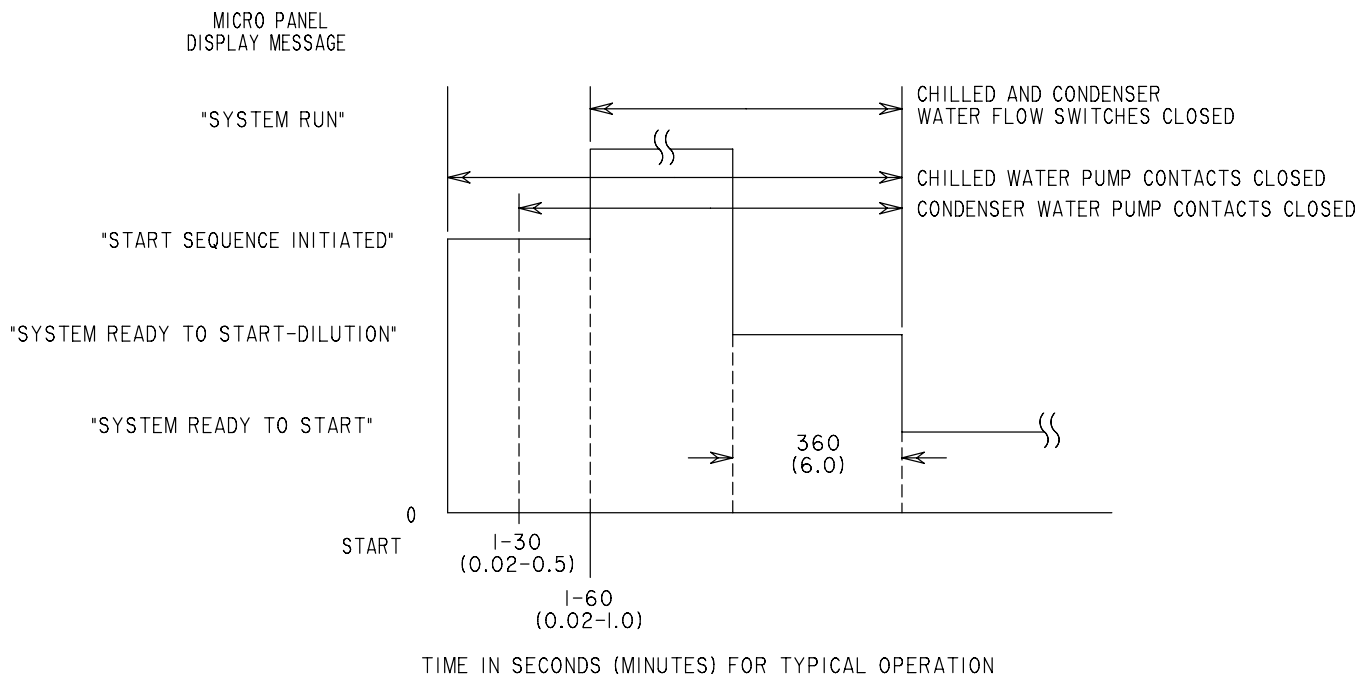 MICRO PANEL
DISPLAY MESSAGE
"SYSTEM RUN"
CHILLED AND CONDENSER
WATER FLOW SWITCHES CLOSED
CHILLED WATER PUMP CONTACTS CLOSED
CONDENSER WATER PUMP CONTACTS CLOSED
"START SEQUENCE INITIATED"
"SYSTEM READY TO START-DILUTION"
"SYSTEM READY TO START"
360
(6.0)
0
START
1-30
(0.02-0.5)
1-60
(0.02-1.0)
TIME IN SECONDS (MINUTES) FOR TYPICAL OPERATION